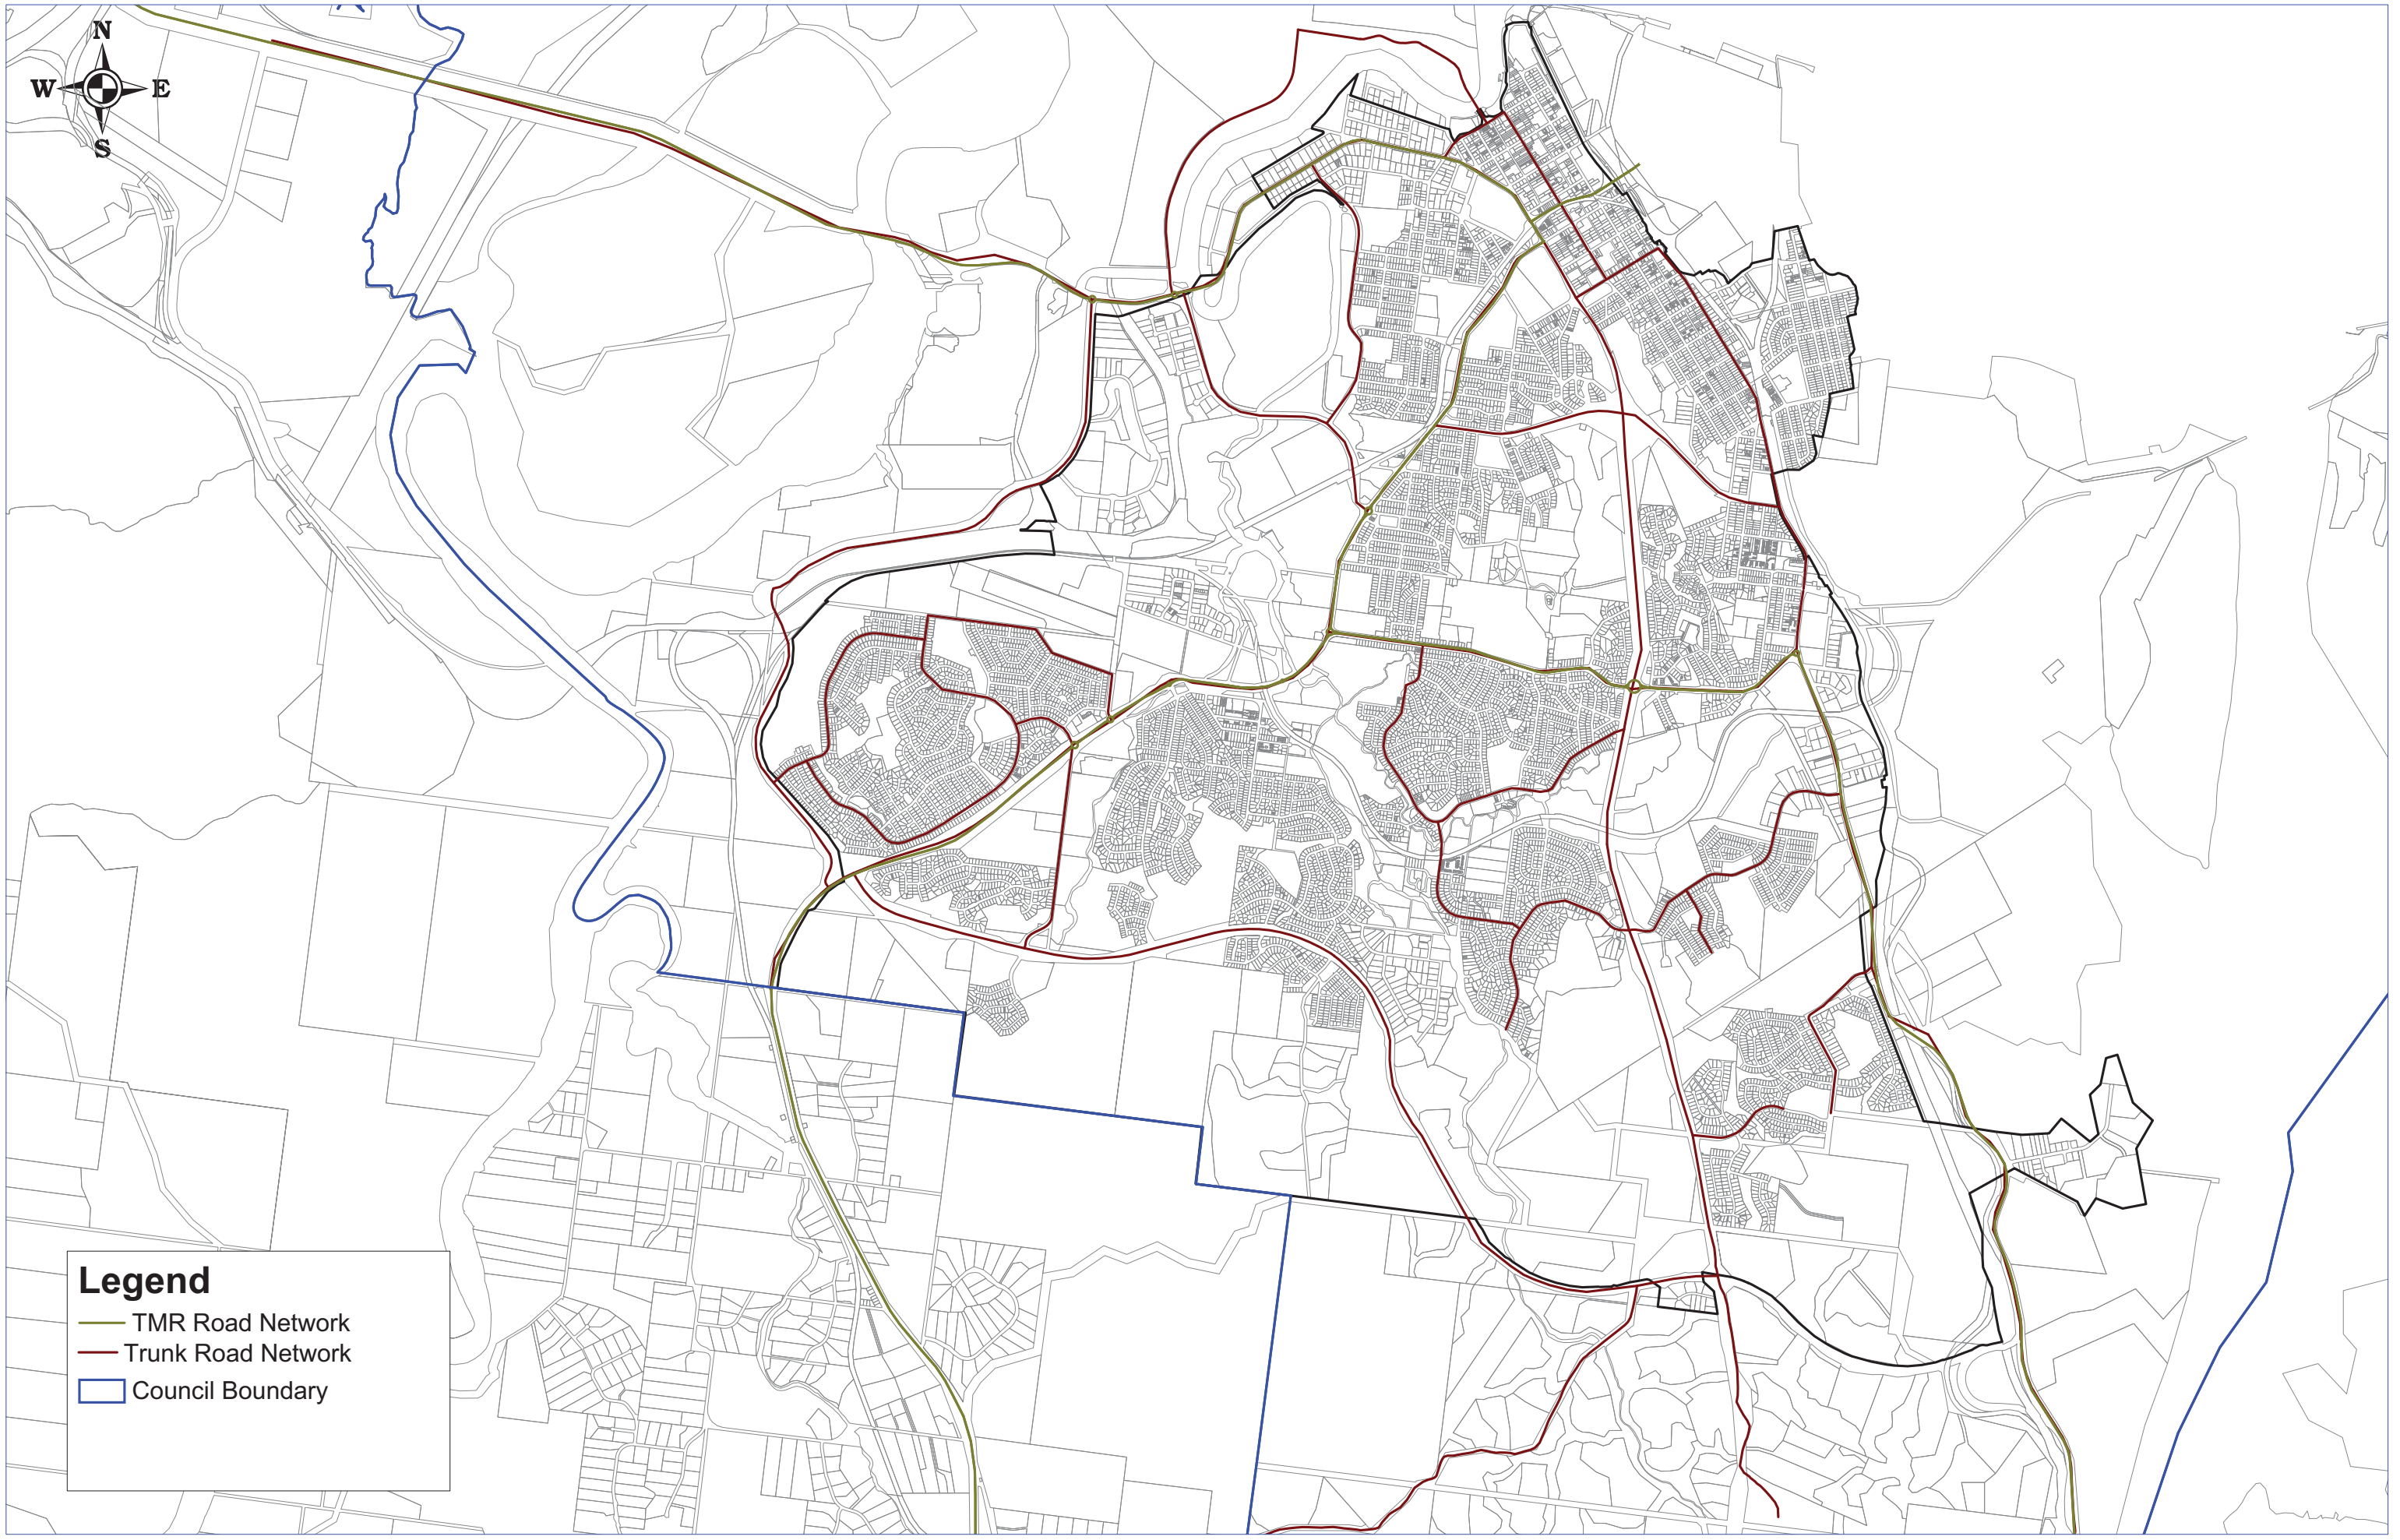 N
W E
S
Legend
TMR Road Network
Trunk Road Network
Council Boundary